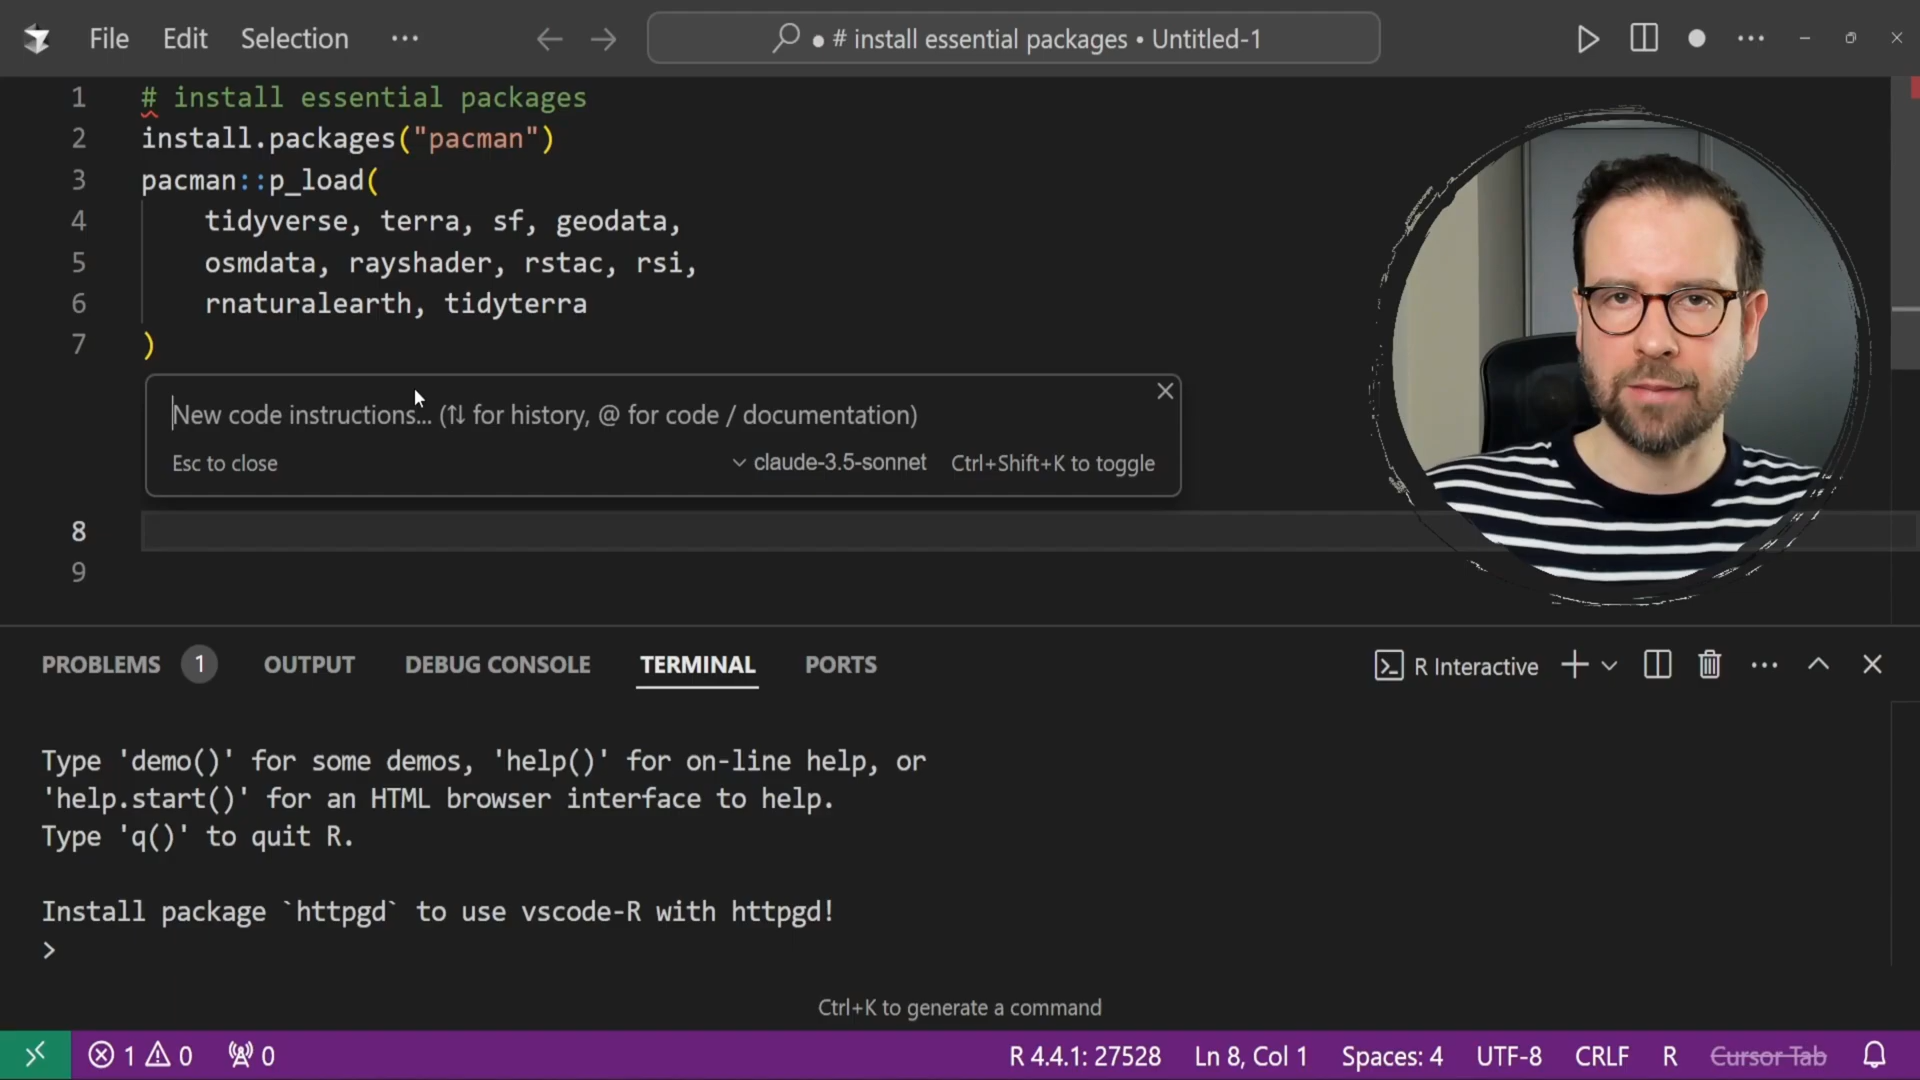 File Edit Selection ··· # install essential packages • Untitled-1
1 # install essential packages
2 install.packages("pacman")
3 pacman::p_load(
4 tidyverse, terra, sf, geodata,
5 osmdata, rayshader, rstac, rsi,
6 rnaturalearth, tidyterra
7 )
New code instructions... (⇅ for history, @ for code / documentation)
Esc to close claude-3.5-sonnet Ctrl+Shift+K to toggle
8
9
PROBLEMS 1 OUTPUT DEBUG CONSOLE TERMINAL PORTS R Interactive
Type 'demo()' for some demos, 'help()' for on-line help, or
'help.start()' for an HTML browser interface to help.
Type 'q()' to quit R.
Install package `httpgd` to use vscode-R with httpgd!
>
Ctrl+K to generate a command
1 0 0 R 4.4.1: 27528 Ln 8, Col 1 Spaces: 4 UTF-8 CRLF R Cursor Tab